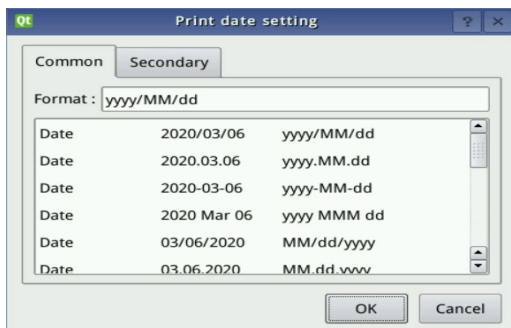 Qt Print date setting ? ×
Common Secondary
Format : yyyy/MM/dd
Date 2020/03/06 yyyy/MM/dd
Date 2020.03.06 yyyy.MM.dd
Date 2020-03-06 yyyy-MM-dd
Date 2020 Mar 06 yyyy MMM dd
Date 03/06/2020 MM/dd/yyyy
Date 03.06.2020 MM.dd.yyyy
OK Cancel